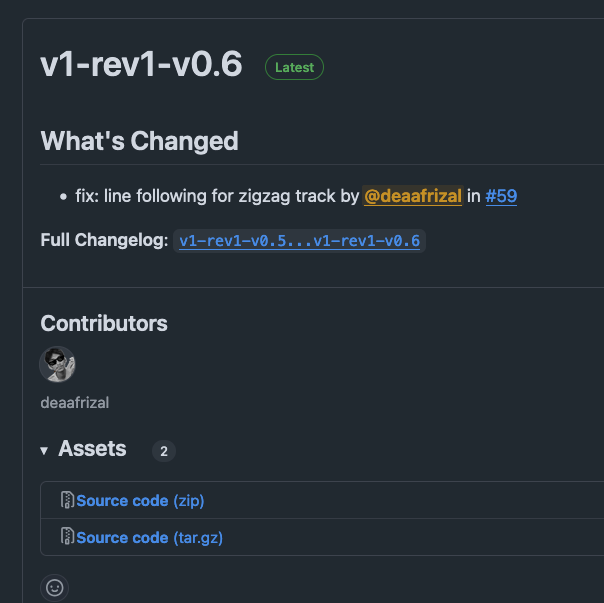 v1-rev1-v0.6 Latest
What's Changed
• fix: line following for zigzag track by @deaafrizal in #59
Full Changelog: v1-rev1-v0.5...v1-rev1-v0.6
Contributors
deaafrizal
▾ Assets 2
Source code (zip)
Source code (tar.gz)